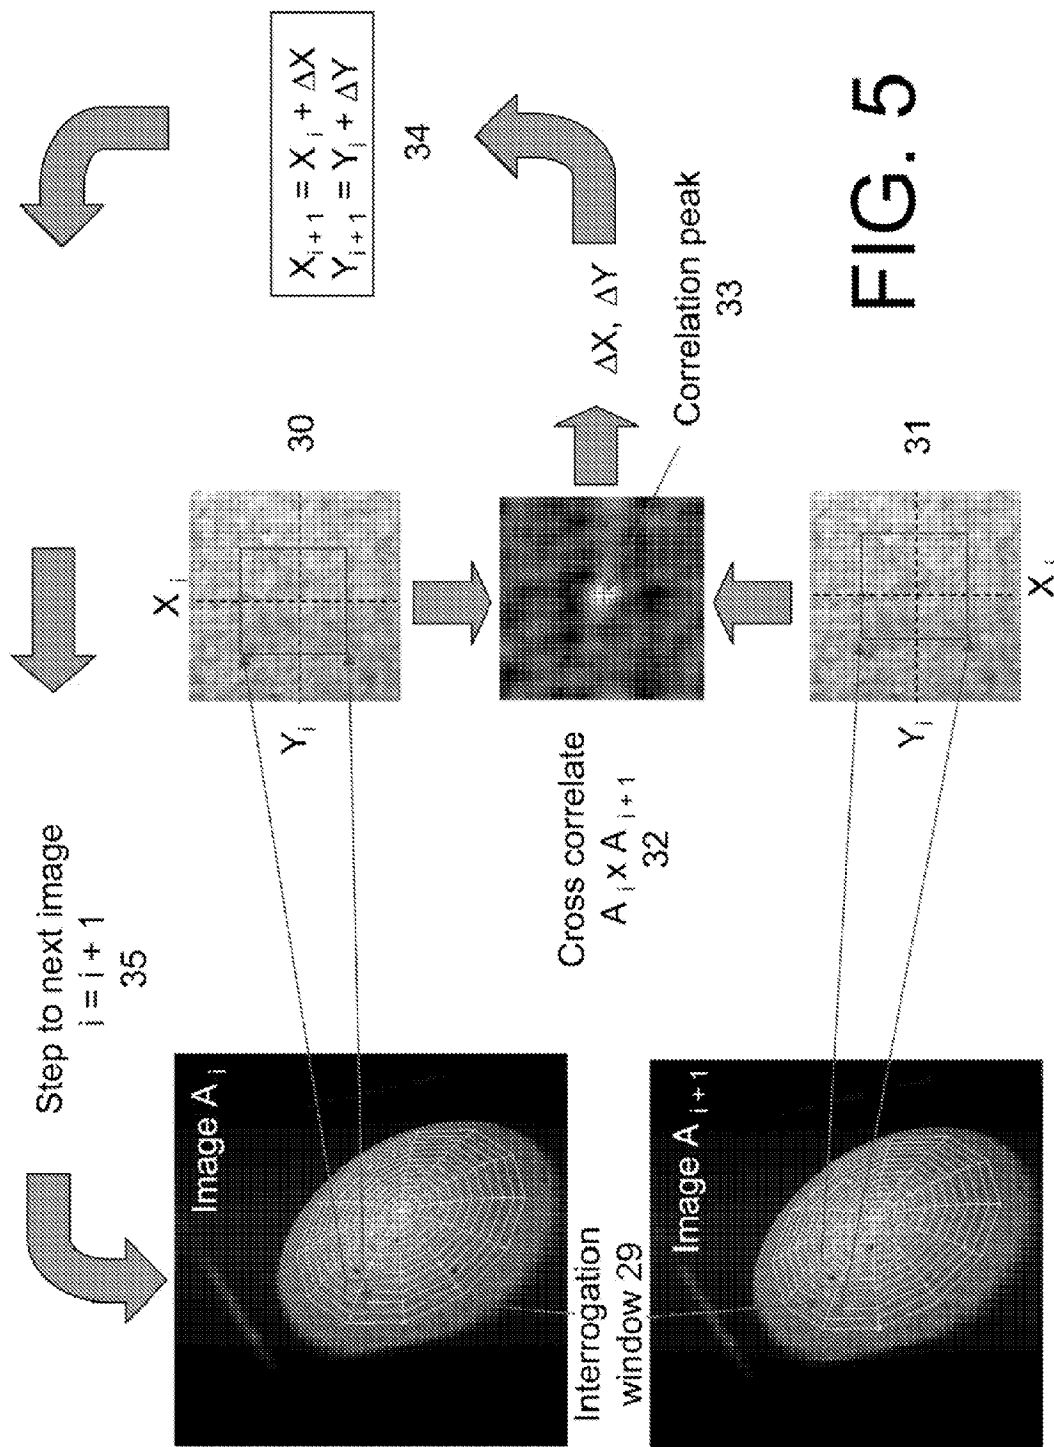 Step to next image
i = i + 1
35
Image A i
Interrogation
window 29
Image A i + 1
X i
Y i
30
Cross correlate
A i x A i + 1
32
Correlation peak
33
ΔX, ΔY
X i + 1 = X i + ΔX
Y i + 1 = Y i + ΔY
34
Y i
X i
31
FIG. 5